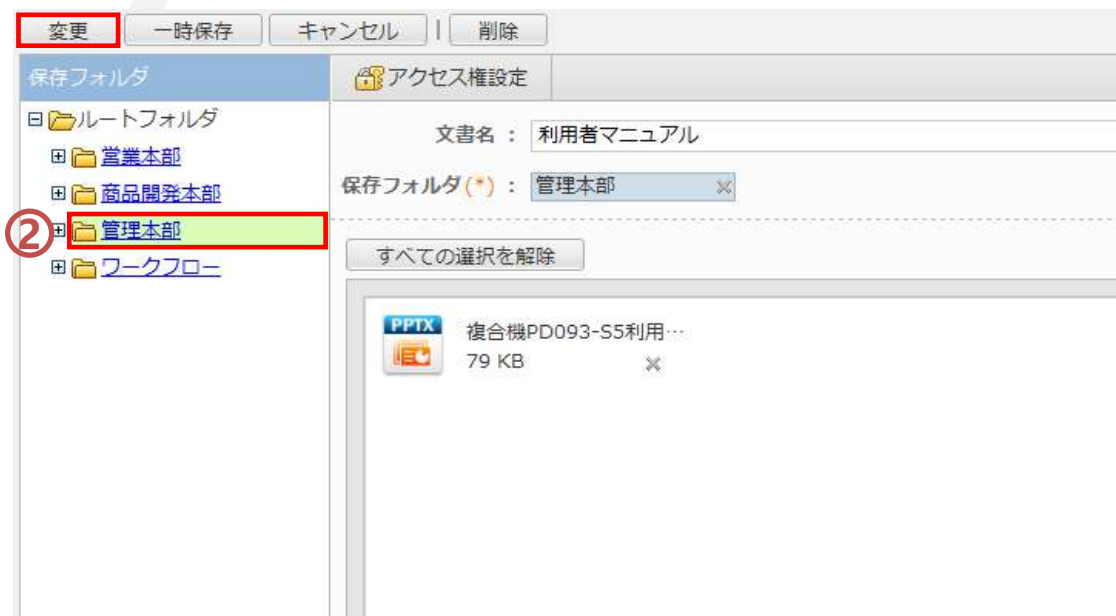 変更 一時保存 キャンセル | 削除
保存フォルダ
アクセス権設定
ルートフォルダ
営業本部
商品開発本部
② 管理本部
ワークフロー
文書名 : 利用者マニュアル
保存フォルダ(*) : 管理本部
すべての選択を解除
PPTX
複合機PD093-S5利用…
79 KB